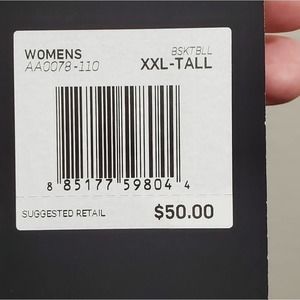 WOMENS BSKTBLL
AA0078-110 XXL-TALL
8 85177 59804 4
SUGGESTED RETAIL $50.00